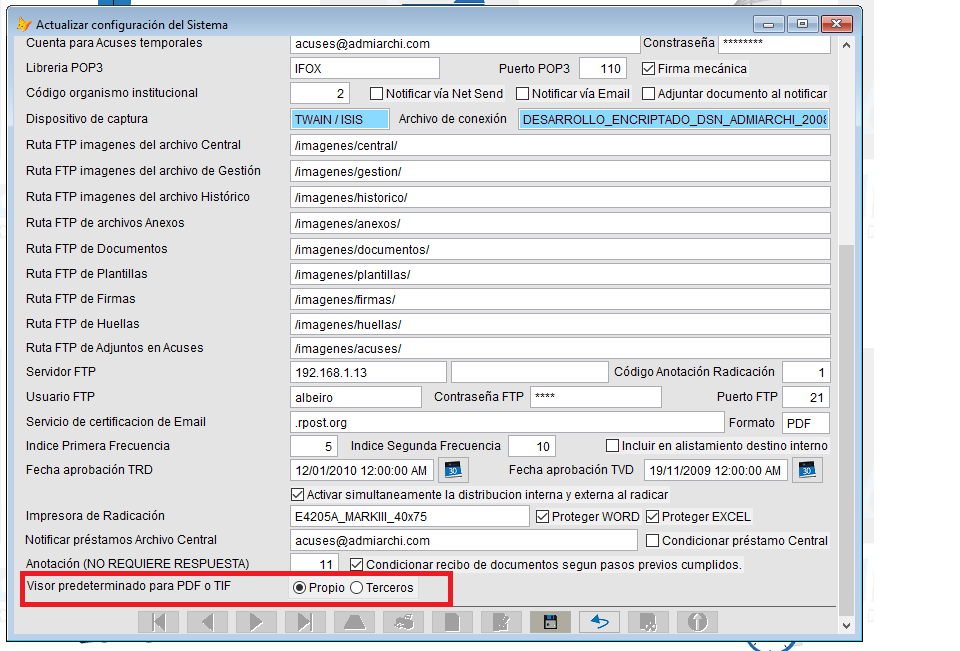 Actualizar configuración del Sistema
Cuenta para Acuses temporales acuses@admiarchi.com Constraseña ********
Libreria POP3 IFOX Puerto POP3 110 Firma mecánica
Código organismo institucional 2 Notificar vía Net Send Notificar vía Email Adjuntar documento al notificar
Dispositivo de captura TWAIN / ISIS Archivo de conexión DESARROLLO_ENCRIPTADO_DSN_ADMIARCHI_2008
Ruta FTP imagenes del archivo Central /imagenes/central/
Ruta FTP imagenes del archivo de Gestión /imagenes/gestion/
Ruta FTP imagenes del archivo Histórico /imagenes/historico/
Ruta FTP de archivos Anexos /imagenes/anexos/
Ruta FTP de Documentos /imagenes/documentos/
Ruta FTP de Plantillas /imagenes/plantillas/
Ruta FTP de Firmas /imagenes/firmas/
Ruta FTP de Huellas /imagenes/huellas/
Ruta FTP de Adjuntos en Acuses /imagenes/acuses/
Servidor FTP 192.168.1.13 Código Anotación Radicación 1
Usuario FTP albeiro Contraseña FTP **** Puerto FTP 21
Servicio de certificacion de Email .rpost.org Formato PDF
Indice Primera Frecuencia 5 Indice Segunda Frecuencia 10 Incluir en alistamiento destino interno
Fecha aprobación TRD 12/01/2010 12:00:00 AM 30 Fecha aprobación TVD 19/11/2009 12:00:00 AM 30
Activar simultaneamente la distribucion interna y externa al radicar
Impresora de Radicación E4205A_MARKIII_40x75 Proteger WORD Proteger EXCEL
Notificar préstamos Archivo Central acuses@admiarchi.com Condicionar préstamo Central
Anotación (NO REQUIERE RESPUESTA) 11 Condicionar recibo de documentos segun pasos previos cumplidos.
Visor predeterminado para PDF o TIF Propio Terceros